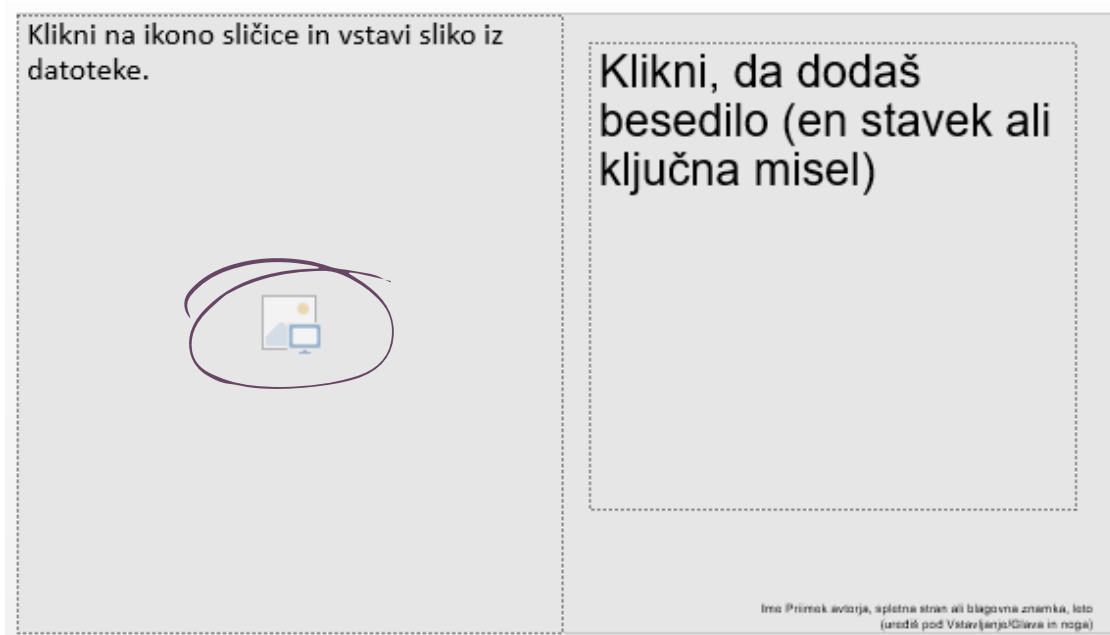 Klikni na ikono sličice in vstavi sliko iz
datoteke.
Klikni, da dodaš
besedilo (en stavek ali
ključna misel)
Ime Priimek avtorja, spletna stran ali blagovna znamka, leto
(urediš pod Vstavljanje/Glava in noga)